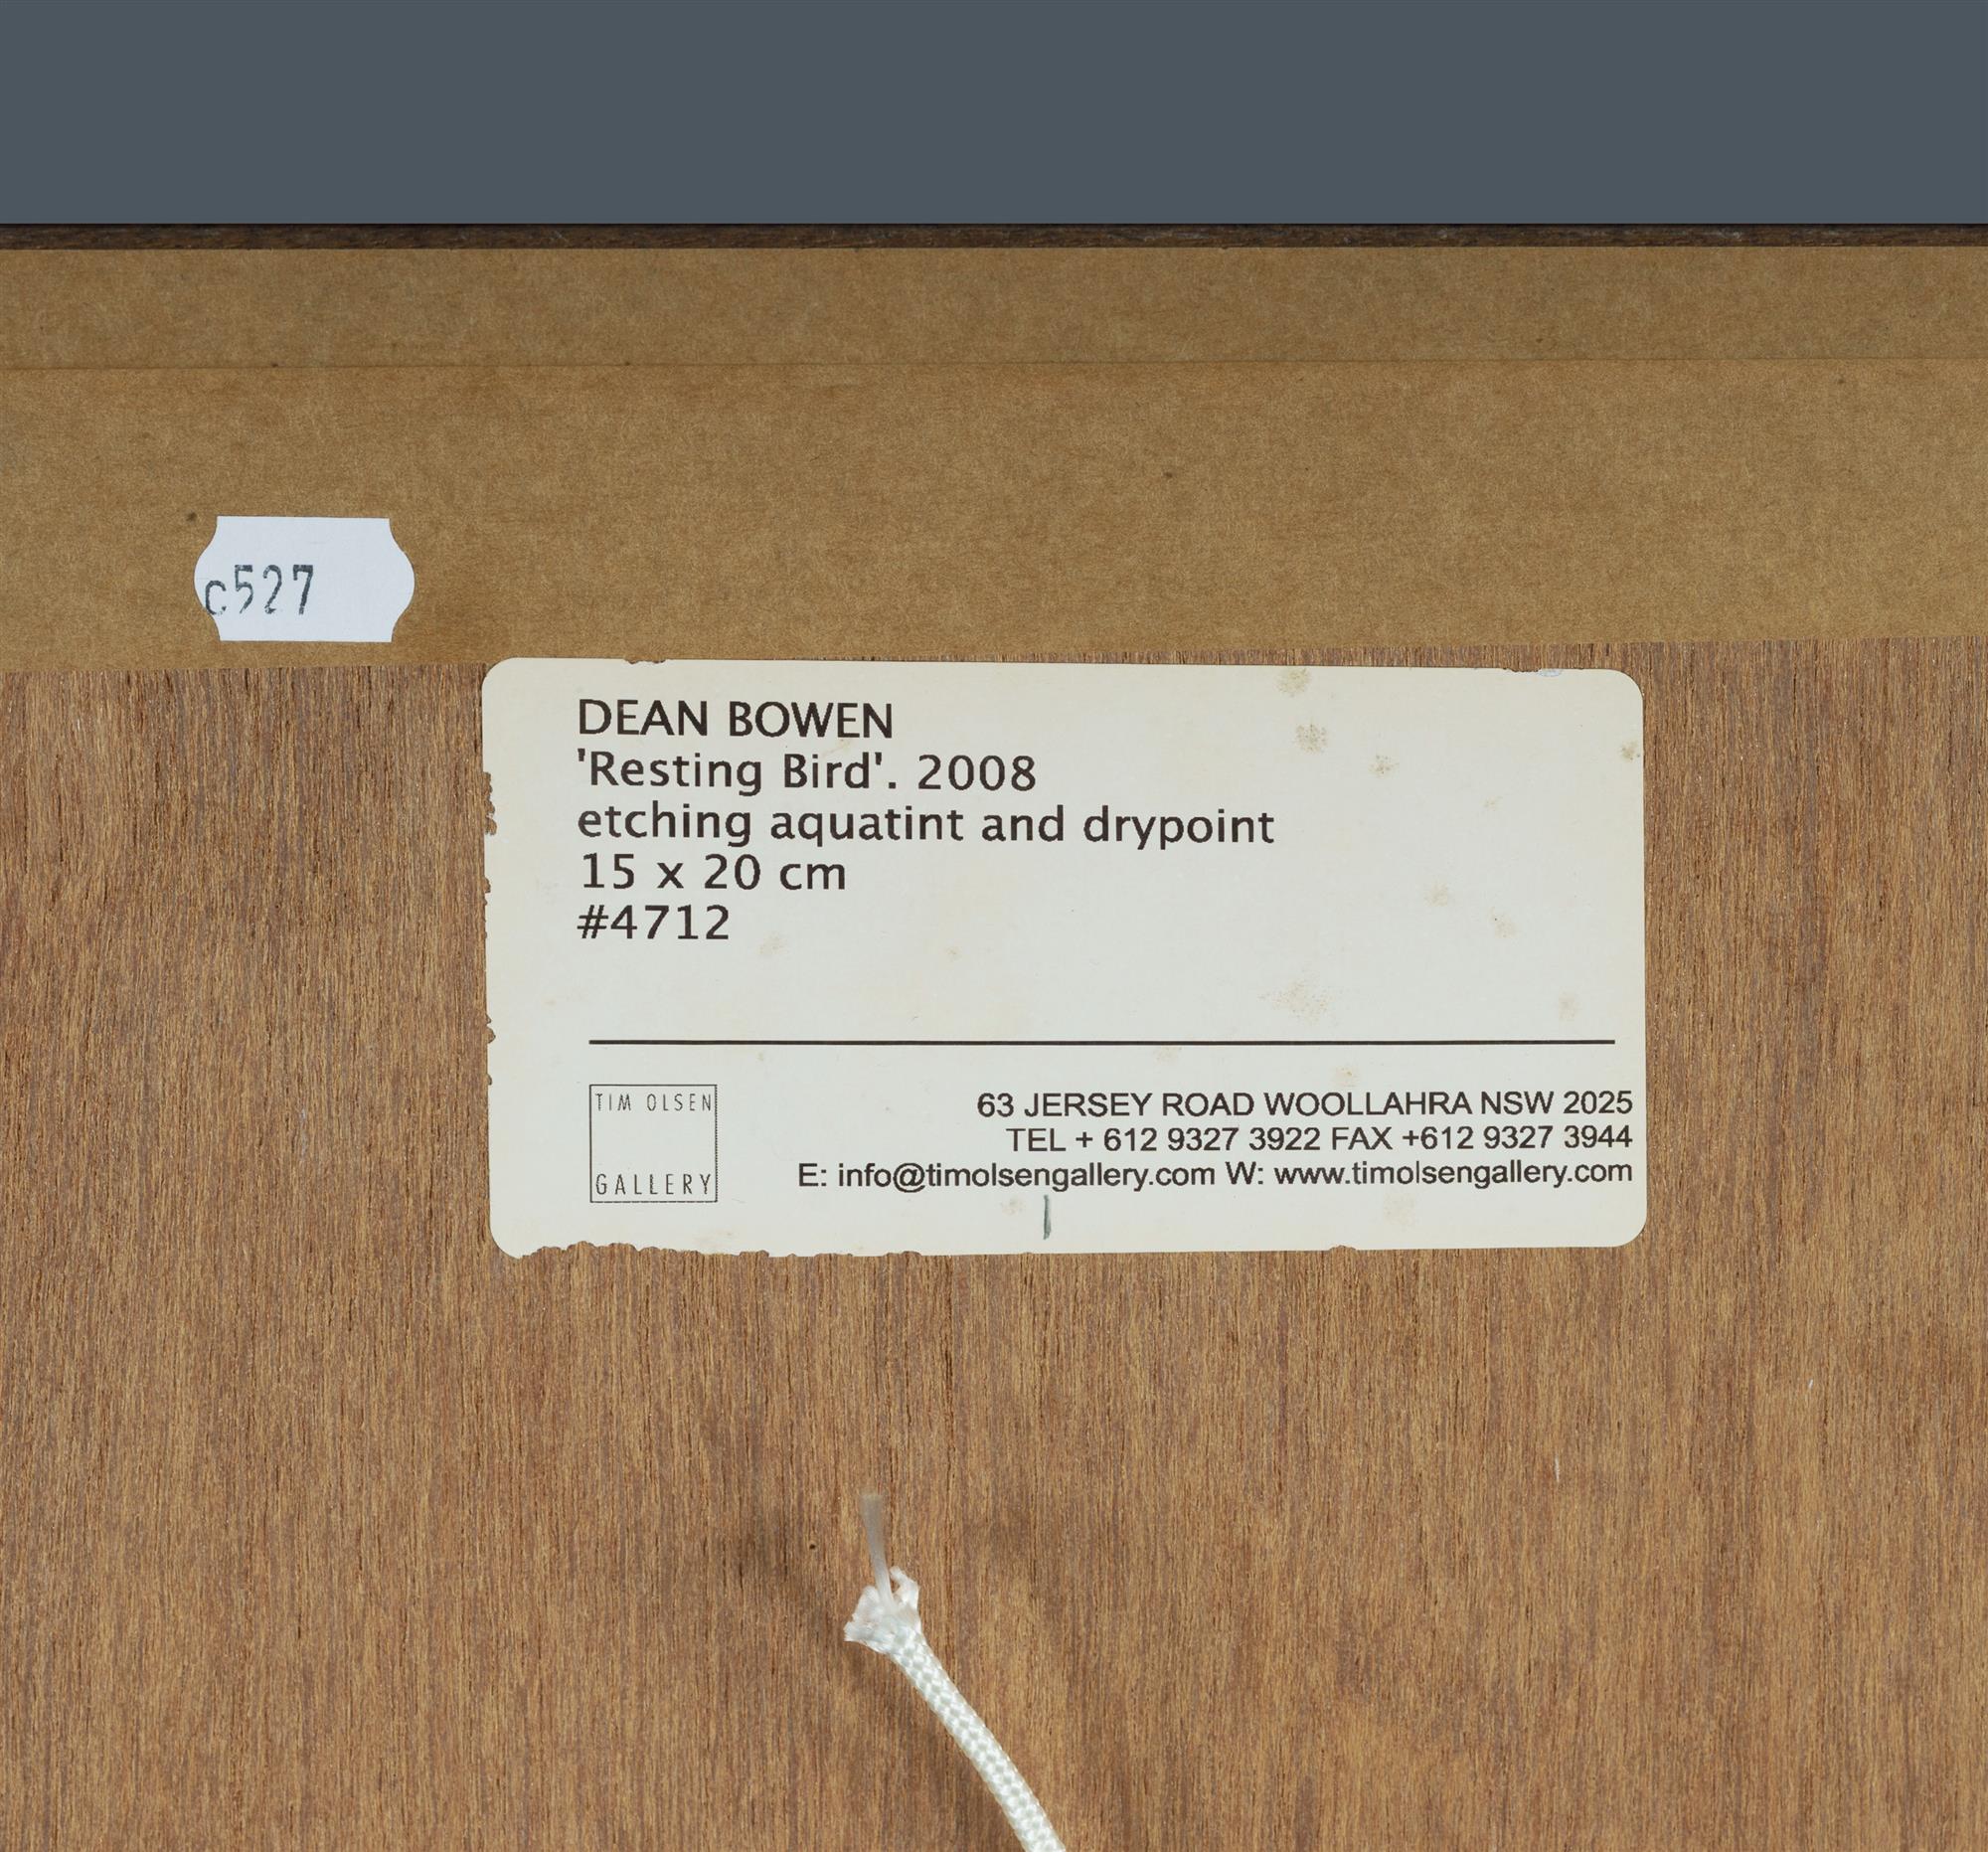 c527
DEAN BOWEN
'Resting Bird'. 2008
etching aquatint and drypoint
15 x 20 cm
#4712
TIM OLSEN
GALLERY
63 JERSEY ROAD WOOLLAHRA NSW 2025
TEL + 612 9327 3922 FAX +612 9327 3944
E: info@timolsengallery.com W: www.timolsengallery.com